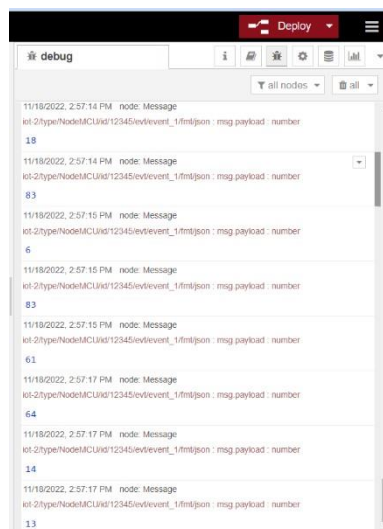 Deploy
debug
i
all nodes
all
11/18/2022, 2:57:14 PM node: Message
iot-2/type/NodeMCU/id/12345/evt/event_1/fmt/json : msg.payload : number
18
11/18/2022, 2:57:14 PM node: Message
iot-2/type/NodeMCU/id/12345/evt/event_1/fmt/json : msg.payload : number
83
11/18/2022, 2:57:15 PM node: Message
iot-2/type/NodeMCU/id/12345/evt/event_1/fmt/json : msg.payload : number
6
11/18/2022, 2:57:15 PM node: Message
iot-2/type/NodeMCU/id/12345/evt/event_1/fmt/json : msg.payload : number
83
11/18/2022, 2:57:15 PM node: Message
iot-2/type/NodeMCU/id/12345/evt/event_1/fmt/json : msg.payload : number
61
11/18/2022, 2:57:17 PM node: Message
iot-2/type/NodeMCU/id/12345/evt/event_1/fmt/json : msg.payload : number
64
11/18/2022, 2:57:17 PM node: Message
iot-2/type/NodeMCU/id/12345/evt/event_1/fmt/json : msg.payload : number
14
11/18/2022, 2:57:17 PM node: Message
iot-2/type/NodeMCU/id/12345/evt/event_1/fmt/json : msg.payload : number
13